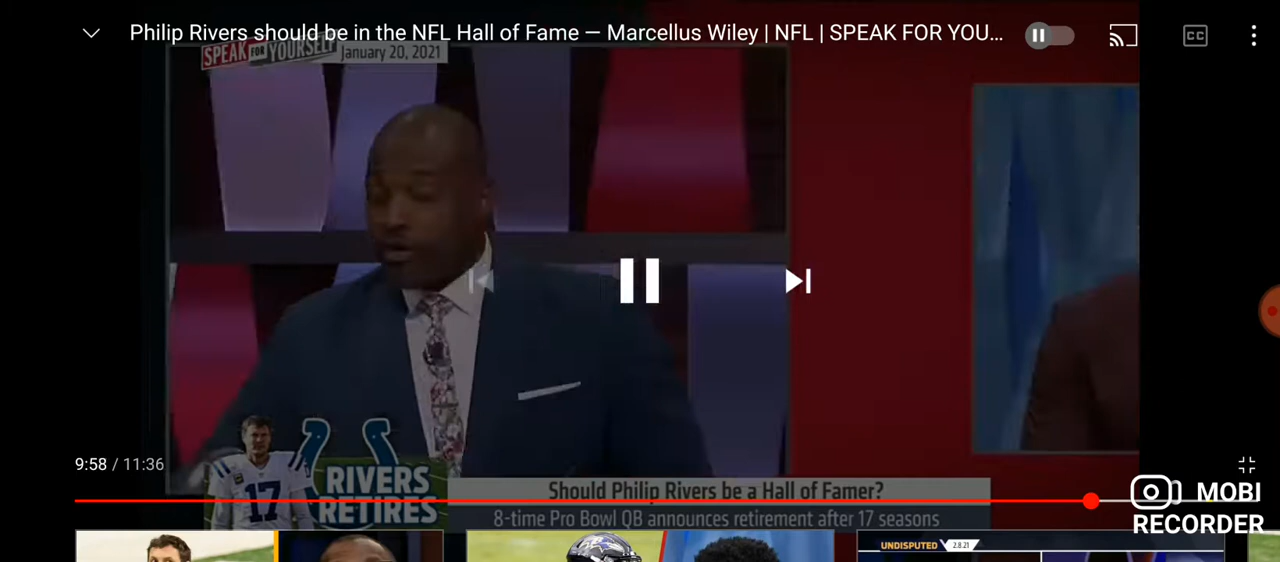 Philip Rivers should be in the NFL Hall of Fame — Marcellus Wiley | NFL | SPEAK FOR YOU...
CC
SPEAK FOR YOURSELF
January 20, 2021
9:58 / 11:36
17
RIVERS
RETIRES
Should Philip Rivers be a Hall of Famer?
8-time Pro Bowl QB announces retirement after 17 seasons
MOBI
RECORDER
UNDISPUTED 2.8.21